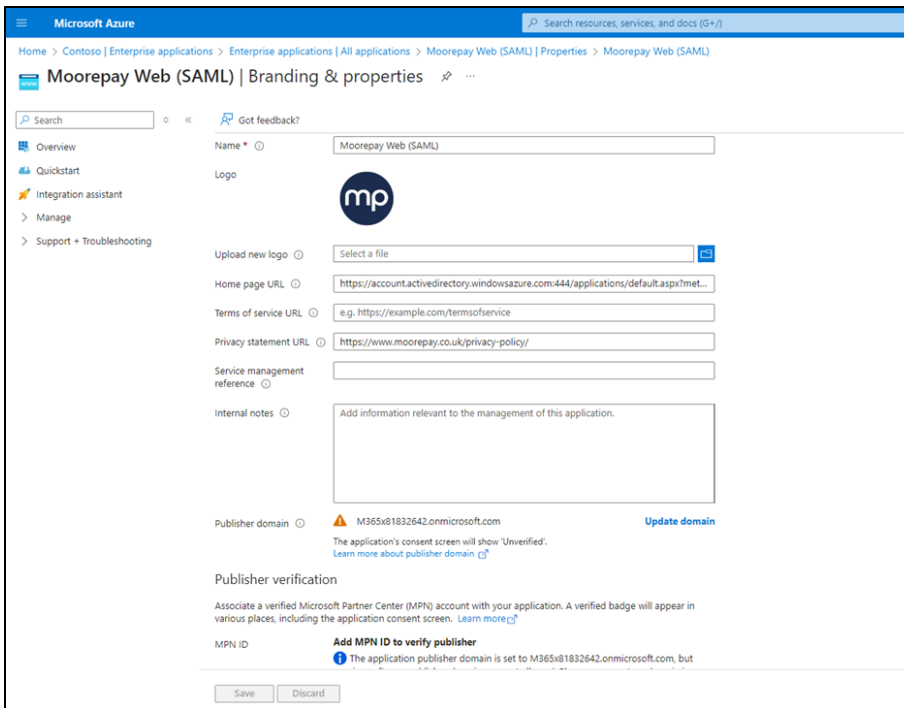 Microsoft Azure
Search resources, services, and docs (G+/)
Home > Contoso | Enterprise applications > Enterprise applications | All applications > Moorepay Web (SAML) | Properties > Moorepay Web (SAML)
www
Moorepay Web (SAML) | Branding & properties
Search
Got feedback?
Overview
Quickstart
Integration assistant
Manage
Support + Troubleshooting
Name *
Moorepay Web (SAML)
Logo
mp
Upload new logo
Select a file
Home page URL
https://account.activedirectory.windowsazure.com:444/applications/default.aspx?met...
Terms of service URL
e.g. https://example.com/termsofservice
Privacy statement URL
https://www.moorepay.co.uk/privacy-policy/
Service management
reference
Internal notes
Add information relevant to the management of this application.
Publisher domain
M365x81832642.onmicrosoft.com
Update domain
The application's consent screen will show 'Unverified'.
Learn more about publisher domain
Publisher verification
Associate a verified Microsoft Partner Center (MPN) account with your application. A verified badge will appear in
various places, including the application consent screen. Learn more
MPN ID
Add MPN ID to verify publisher
The application publisher domain is set to M365x81832642.onmicrosoft.com, but
Save
Discard